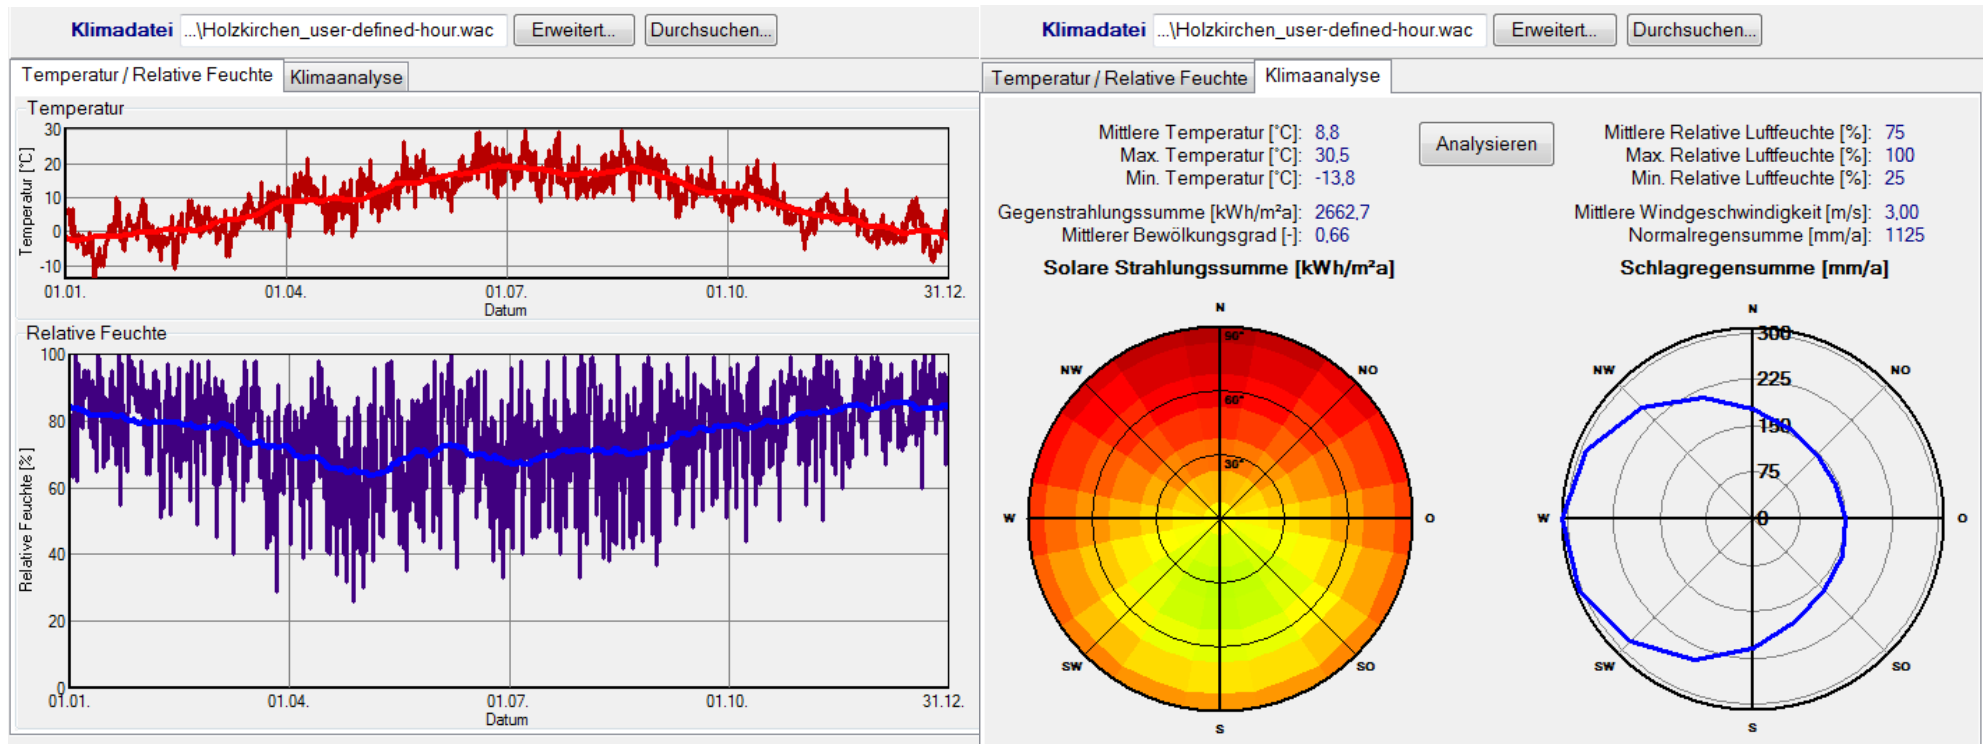 Klimadatei ...\Holzkirchen_user-defined-hour.wac Erweitert... Durchsuchen...
Temperatur / Relative Feuchte Klimaanalyse
Temperatur
Temperatur [°C]
30
20
10
0
-10
01.01. 01.04. 01.07. 01.10. 31.12.
Datum
Relative Feuchte
Relative Feuchte [%]
100
80
60
40
20
0
01.01. 01.04. 01.07. 01.10. 31.12.
Datum
Klimadatei ...\Holzkirchen_user-defined-hour.wac Erweitert... Durchsuchen...
Temperatur / Relative Feuchte Klimaanalyse
Mittlere Temperatur [°C]: 8,8
Max. Temperatur [°C]: 30,5
Min. Temperatur [°C]: -13,8
Gegenstrahlungssumme [kWh/m²a]: 2662,7
Mittlerer Bewölkungsgrad [-]: 0,66
Analysieren
Mittlere Relative Luftfeuchte [%]: 75
Max. Relative Luftfeuchte [%]: 100
Min. Relative Luftfeuchte [%]: 25
Mittlere Windgeschwindigkeit [m/s]: 3,00
Normalregensumme [mm/a]: 1125
Solare Strahlungssumme [kWh/m²a]
N
90°
NW NO
60°
30°
W O
SW SO
S
Schlagregensumme [mm/a]
N
300
NW NO
225
150
75
W 0 O
SW SO
S